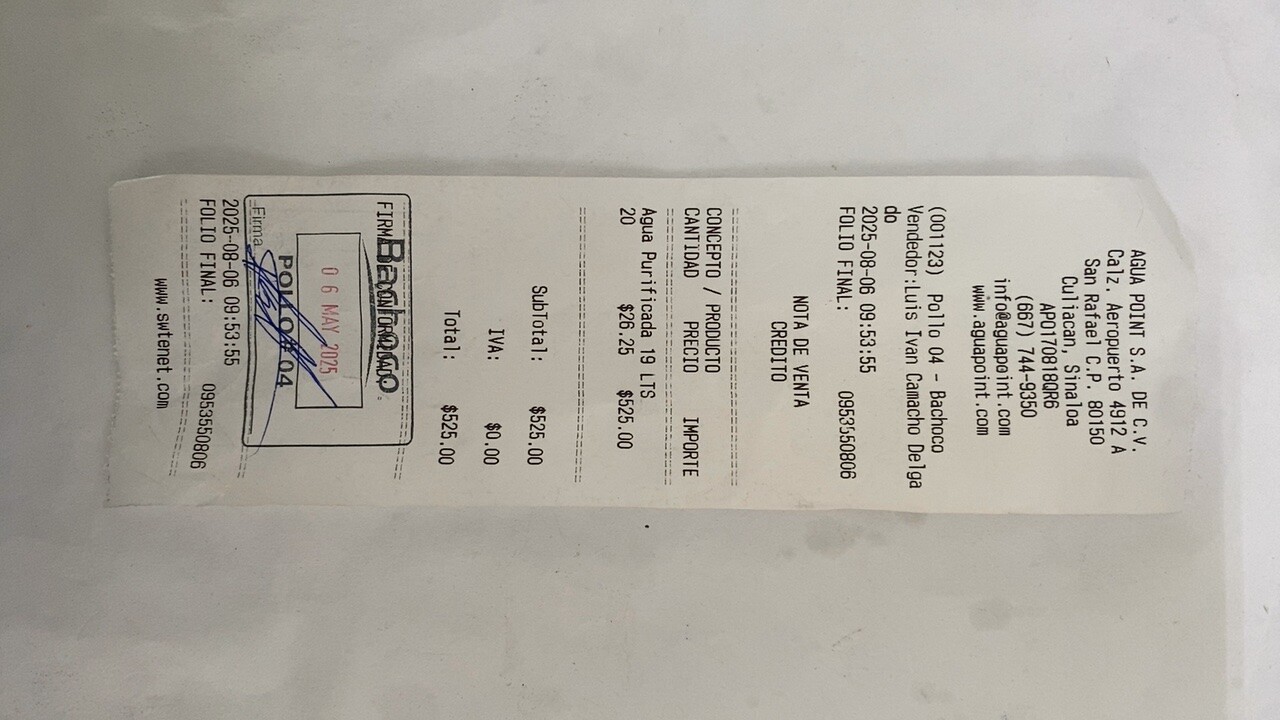 AGUA POINT S.A. DE C.V.
Calz. Aeropuerto 4912 A
San Rafael C.P. 80150
Culiacan, Sinaloa
APO170818QR6
(667) 744-9350
info@aguapoint.com
www.aguapoint.com
(001123) Pollo 04 - Bachoco
Vendedor:Luis Ivan Camacho Delga
do
2025-08-06 09:53:55
FOLIO FINAL: 0953550806
NOTA DE VENTA
CREDITO
CONCEPTO / PRODUCTO
CANTIDAD PRECIO IMPORTE
Agua Purificada 19 LTS
20 $26.25 $525.00
SubTotal: $525.00
IVA: $0.00
Total: $525.00
Bachoco
06 MAY 2025
POLLO # 04
Firma
2025-08-06 09:53:55
FOLIO FINAL: 0953550806
www.swtenet.com